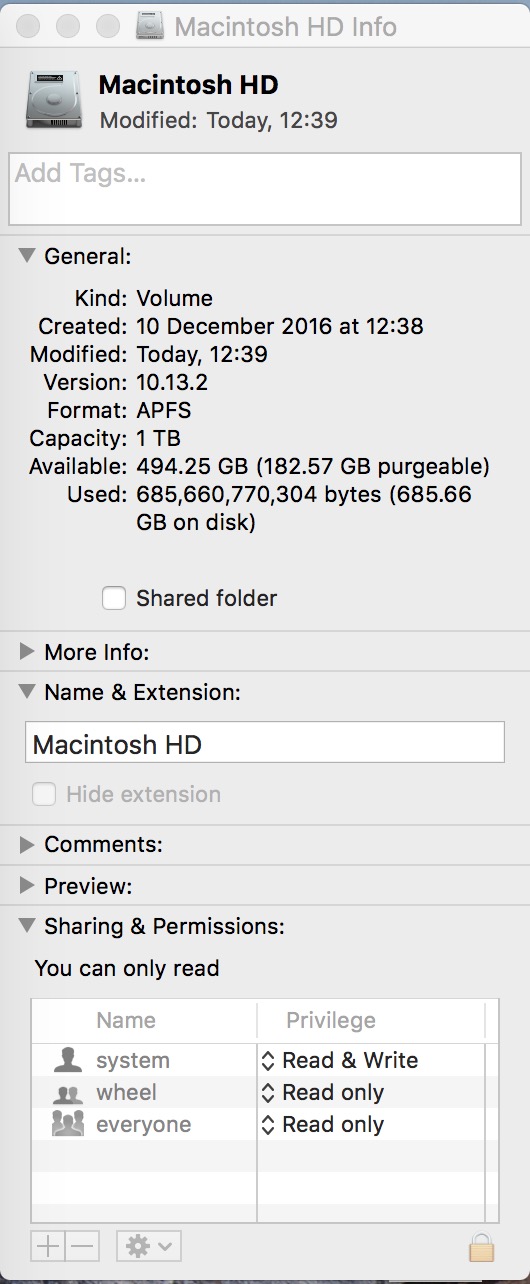 Macintosh HD Info
Macintosh HD
Modified: Today, 12:39
Add Tags...
General:
Kind: Volume
Created: 10 December 2016 at 12:38
Modified: Today, 12:39
Version: 10.13.2
Format: APFS
Capacity: 1 TB
Available: 494.25 GB (182.57 GB purgeable)
Used: 685,660,770,304 bytes (685.66
GB on disk)
Shared folder
More Info:
Name & Extension:
Macintosh HD
Hide extension
Comments:
Preview:
Sharing & Permissions:
You can only read
Name Privilege
system Read & Write
wheel Read only
everyone Read only